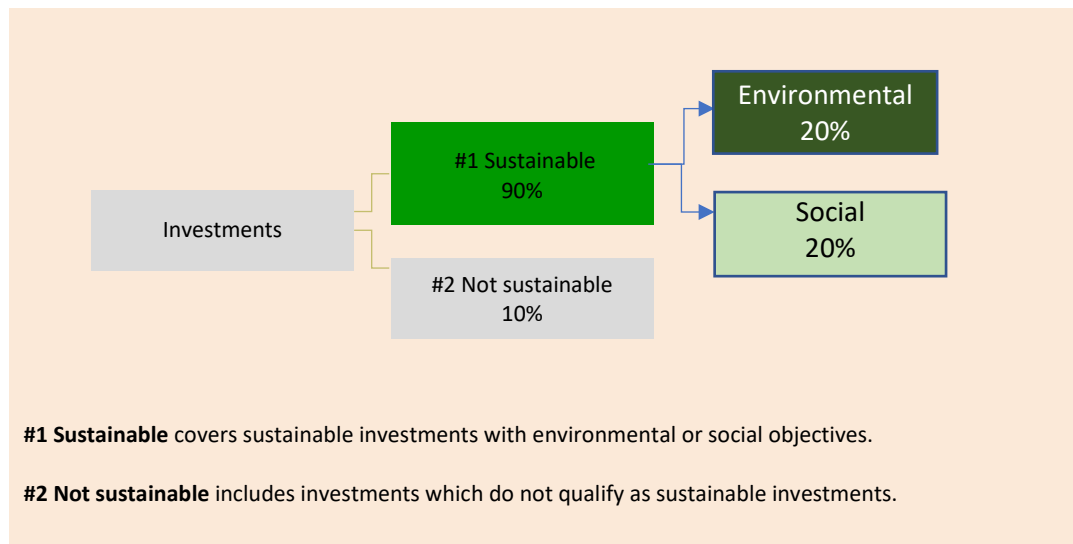 Investments
#1 Sustainable
90%
#2 Not sustainable
10%
Environmental
20%
Social
20%
#1 Sustainable covers sustainable investments with environmental or social objectives.
#2 Not sustainable includes investments which do not qualify as sustainable investments.